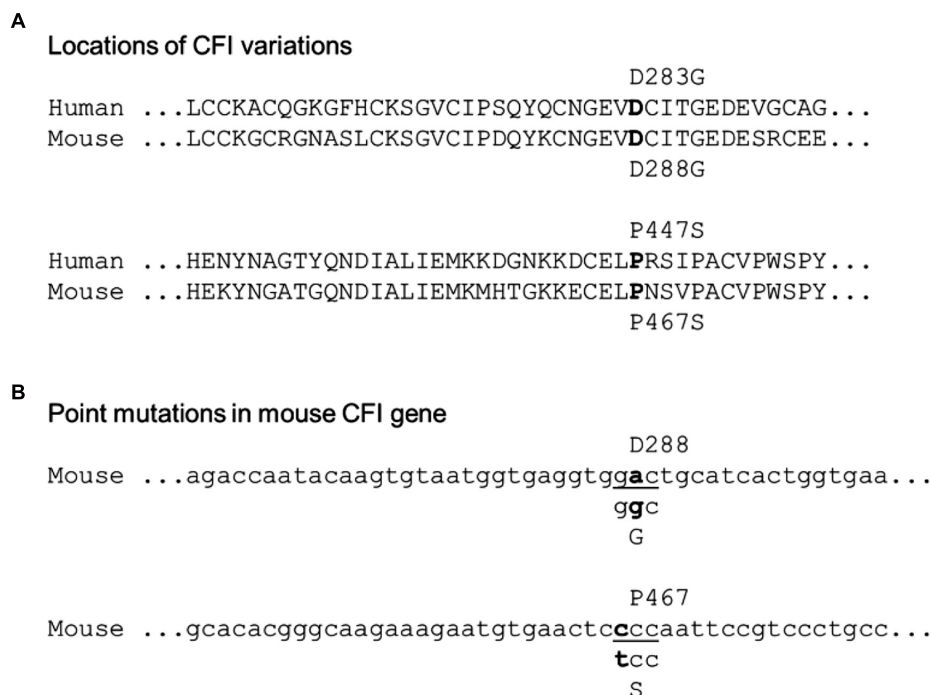 A
Locations of CFI variations
D283G
Human ...LCCKACQGKGFHCKSGVCIPSQYQCNGEVDCITGEDEVGCAG...
Mouse ...LCCKGCRGNASLCKSGVCIPDQYKCNGEVDCITGEDESRCEE...
D288G
P447S
Human ...HENYNAGTYQNDIALIEMKKDGNKKDCELPRSIPACVPWSPY...
Mouse ...HEKYNGATGQNDIALIEMKMHTGKKECELPNSVPACVPWSPY...
P467S
B
Point mutations in mouse CFI gene
D288
Mouse ...agaccaatacaagtgtaatggtgaggtggactgcatcactggtgaa...
ggc
G
P467
Mouse ...gcacacgggcaagaaagaatgtgaactccccaattccgtccctgcc...
tcc
S